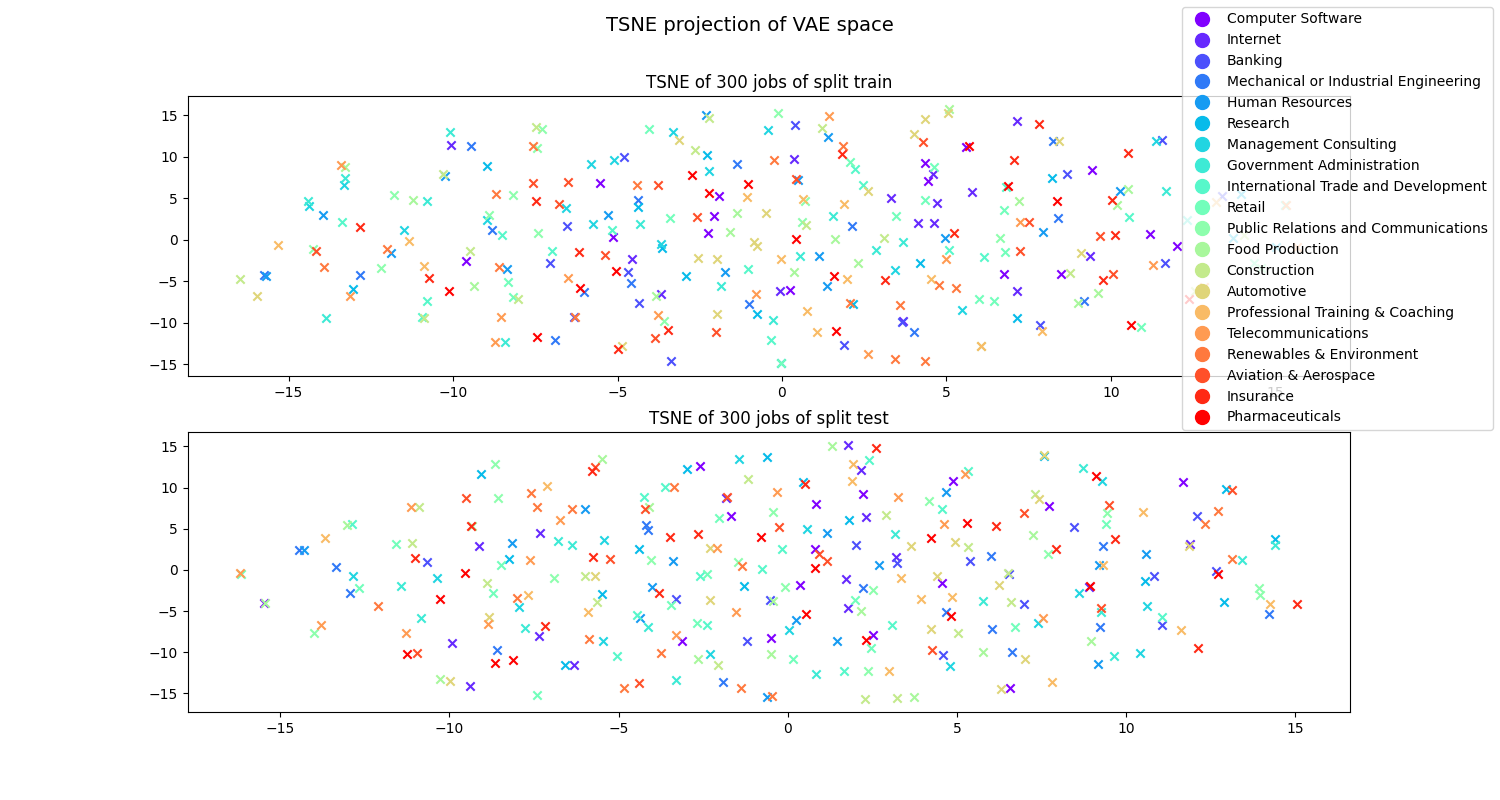 TSNE projection of VAE space
TSNE of 300 jobs of split train
15
10
5
0
−5
−10
−15
−15
−10
−5
0
5
10
15
Computer Software
Internet
Banking
Mechanical or Industrial Engineering
Human Resources
Research
Management Consulting
Government Administration
International Trade and Development
Retail
Public Relations and Communications
Food Production
Construction
Automotive
Professional Training & Coaching
Telecommunications
Renewables & Environment
Aviation & Aerospace
Insurance
Pharmaceuticals
TSNE of 300 jobs of split test
15
10
5
0
−5
−10
−15
−15
−10
−5
0
5
10
15